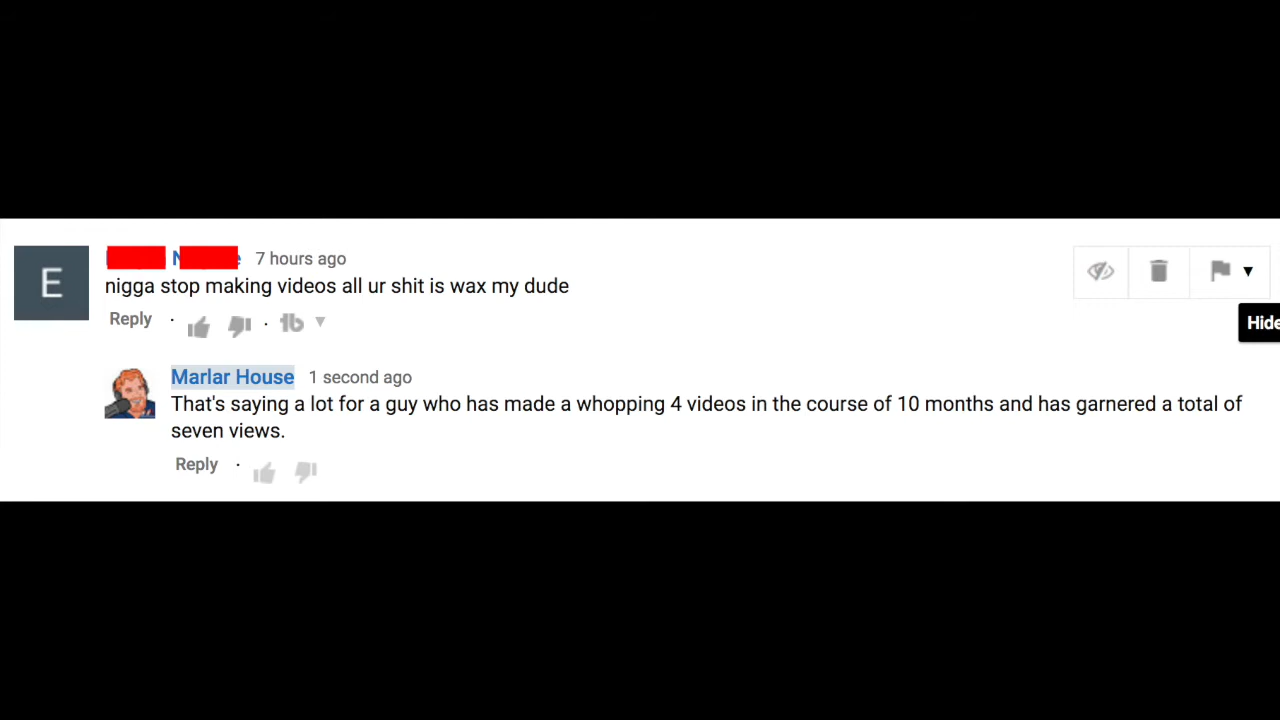 E
7 hours ago
nigga stop making videos all ur shit is wax my dude
Reply
Marlar House 1 second ago
That's saying a lot for a guy who has made a whopping 4 videos in the course of 10 months and has garnered a total of
seven views.
Reply
Hide